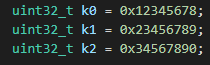 uint32_t k0 = 0x12345678;
uint32_t k1 = 0x23456789;
uint32_t k2 = 0x34567890;